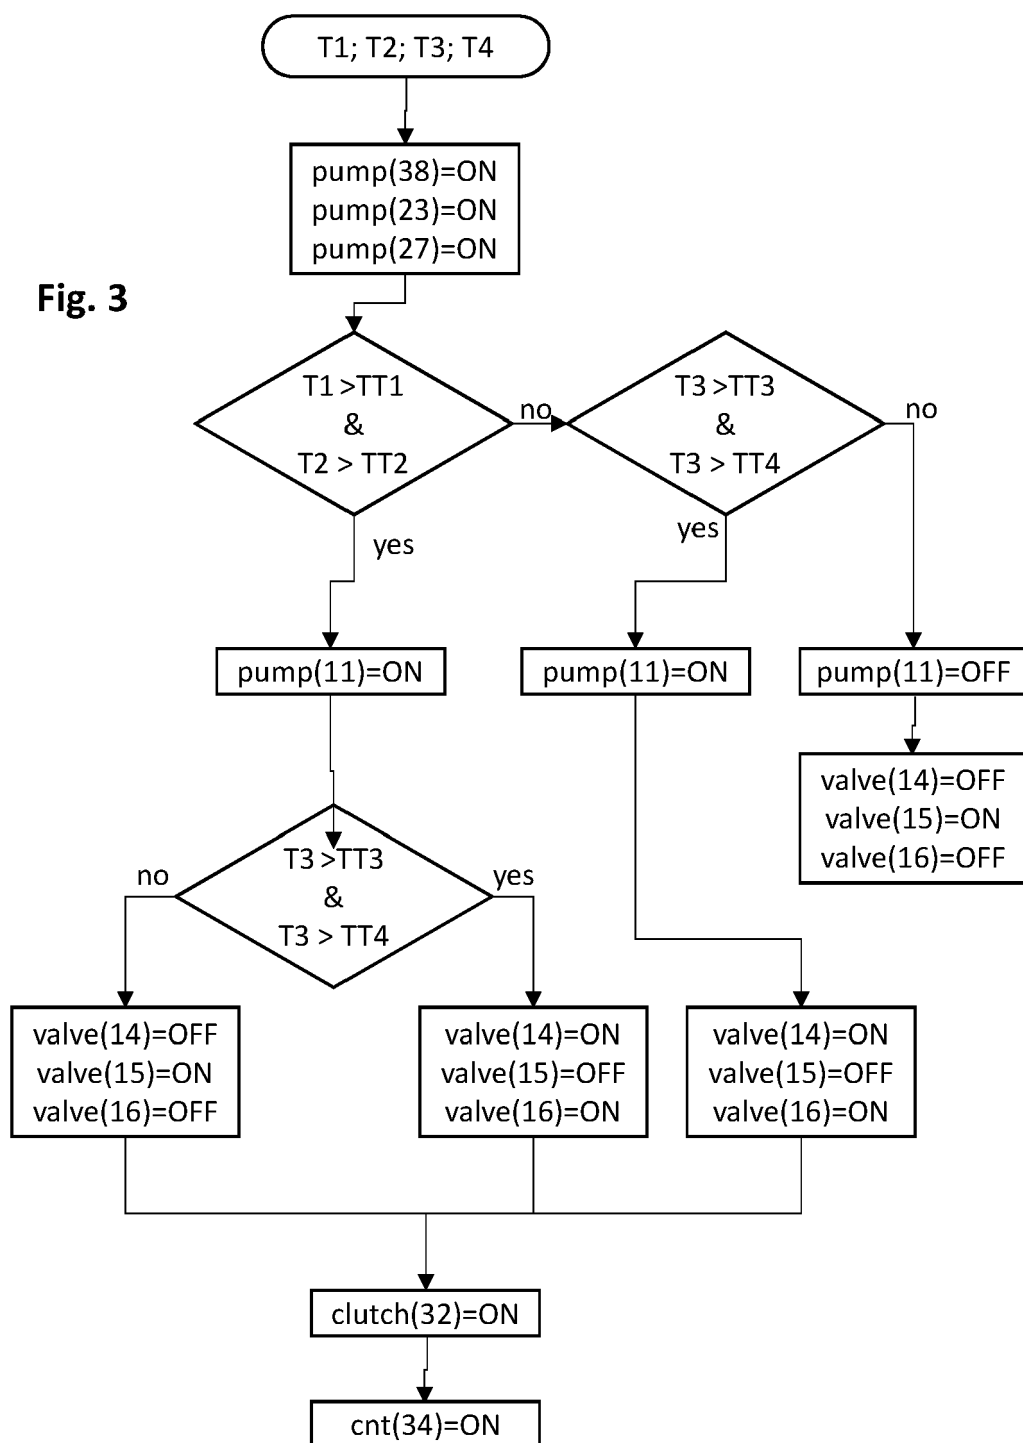 T1; T2; T3; T4
pump(38)=ON
pump(23)=ON
pump(27)=ON
Fig. 3
T1 >TT1
&
T2 > TT2
no
T3 >TT3
&
T3 > TT4
no
yes
yes
pump(11)=ON
pump(11)=ON
pump(11)=OFF
valve(14)=OFF
valve(15)=ON
valve(16)=OFF
T3 >TT3
&
T3 > TT4
no
yes
valve(14)=OFF
valve(15)=ON
valve(16)=OFF
valve(14)=ON
valve(15)=OFF
valve(16)=ON
valve(14)=ON
valve(15)=OFF
valve(16)=ON
clutch(32)=ON
cnt(34)=ON